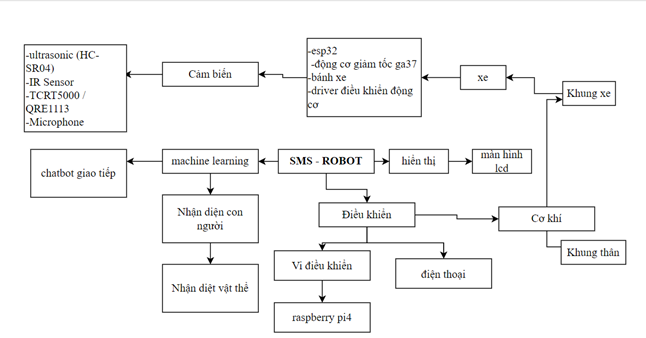 -ultrasonic (HC-
SR04)
-IR Sensor
-TCRT5000 /
QRE1113
-Microphone
Cảm biến
-esp32
-động cơ giảm tốc ga37
-bánh xe
-driver điều khiển động
cơ
xe
Khung xe
chatbot giao tiếp
machine learning
SMS - ROBOT
hiển thị
màn hình
lcd
Nhận diện con
người
Điều khiển
Cơ khí
Khung thân
Nhận diệt vật thể
Vi điều khiển
điện thoại
raspberry pi4